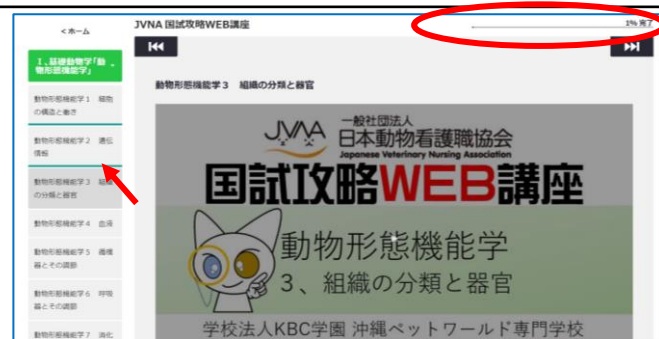 <ホーム
JVNA 国試攻略WEB講座
1% 完了
1、基礎動物学「動
物形態機能学」
動物形態機能学1 細胞
の構造と働き
動物形態機能学2 遺伝
情報
動物形態機能学3 組織
の分類と器官
動物形態機能学4 血液
動物形態機能学5 循環
器とその調節
動物形態機能学6 呼吸
器とその調節
動物形態機能学7 消化
動物形態機能学3 組織の分類と器官
JVNA
一般社団法人
日本動物看護職協会
Japanese Veterinary Nursing Association
国試攻略WEB講座
動物形態機能学
3、組織の分類と器官
学校法人KBC学園 沖縄ペットワールド専門学校